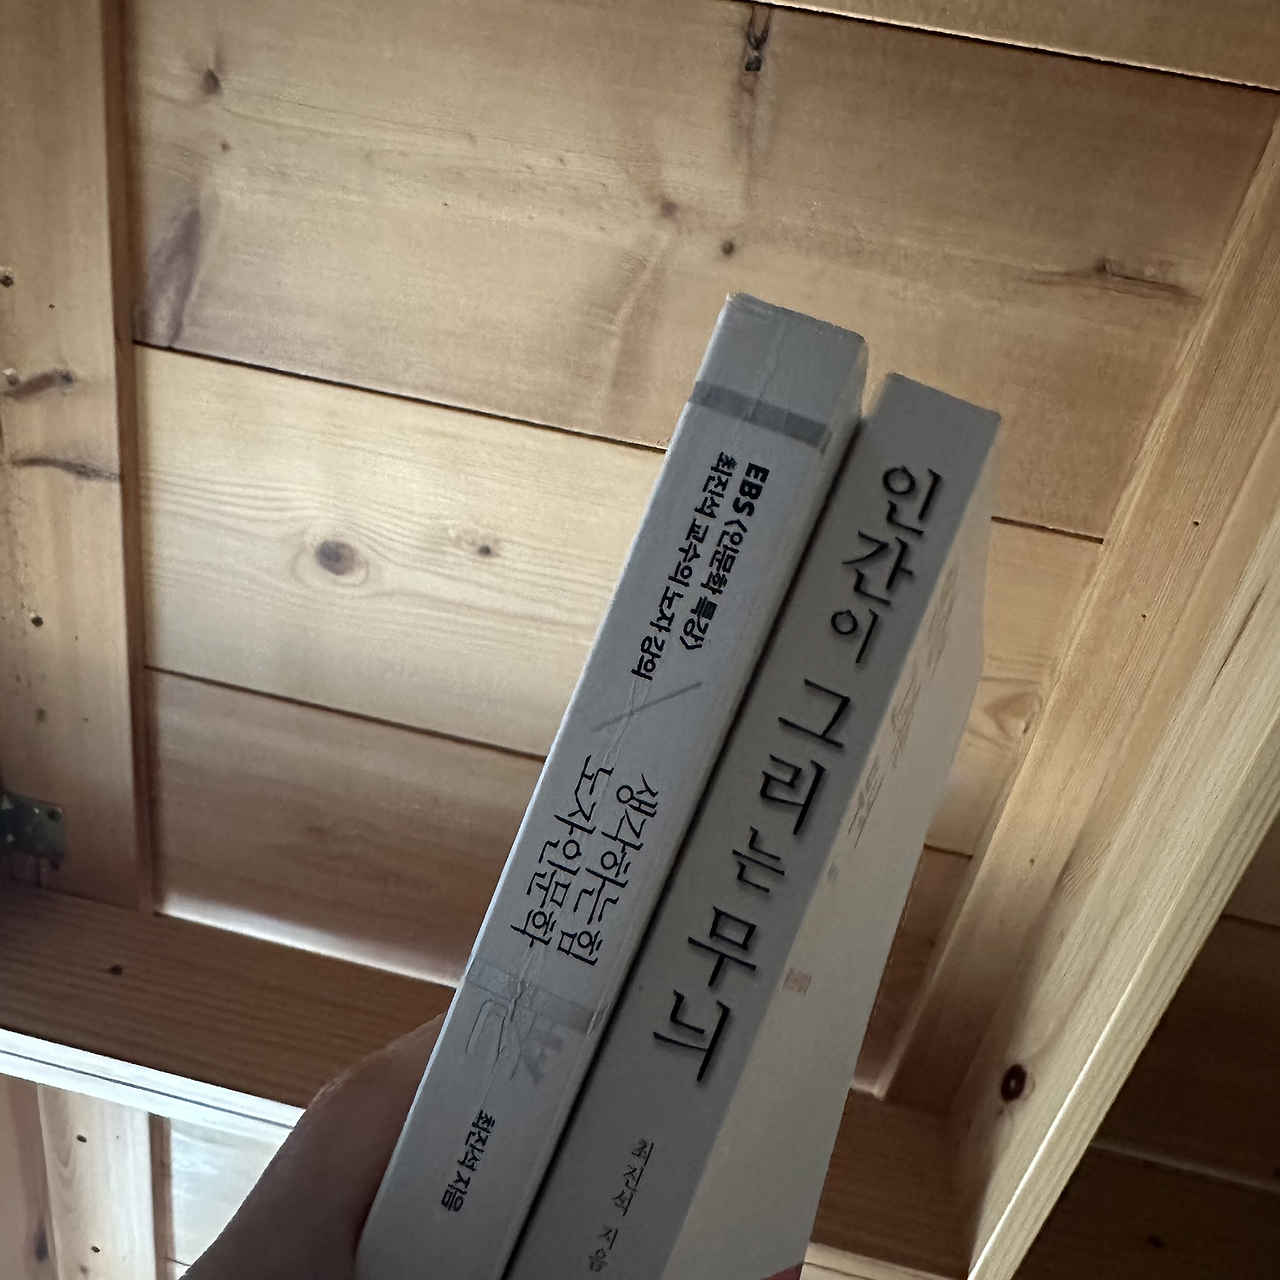 EBS <인문학 특강>
최진석 교수의 노자 강의
생각하는 힘
노자인문학
최진석 지음
인간이 그리는 무늬
최진석 지음